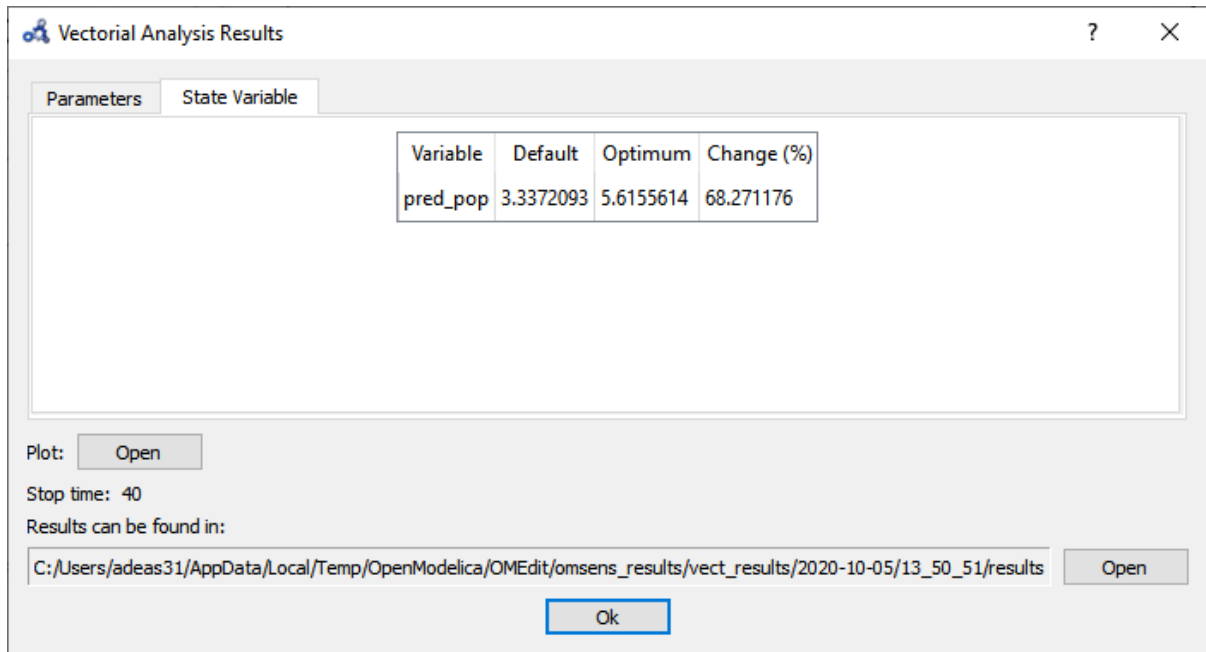 Vectorial Analysis Results ?
Parameters State Variable
Variable Default Optimum Change (%)
pred_pop 3.3372093 5.6155614 68.271176
Plot: Open
Stop time: 40
Results can be found in:
C:/Users/adeas31/AppData/Local/Temp/OpenModelica/OMEdit/omsens_results/vect_results/2020-10-05/13_50_51/results Open
Ok